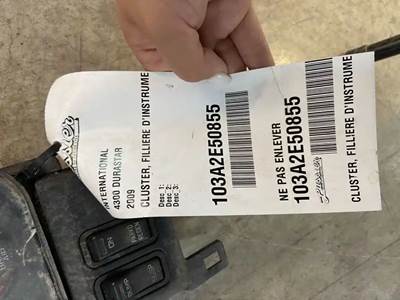 INTERNATIONAL
4300 DURASTAR
2009
CLUSTER, FILLIERE D'INSTRUME
Desc 1:
Desc 2:
Desc 3:
103A2E50855
NE PAS ENLEVER
103A2E50855
CLUSTER, FILLIERE D'INSTRUME
ON